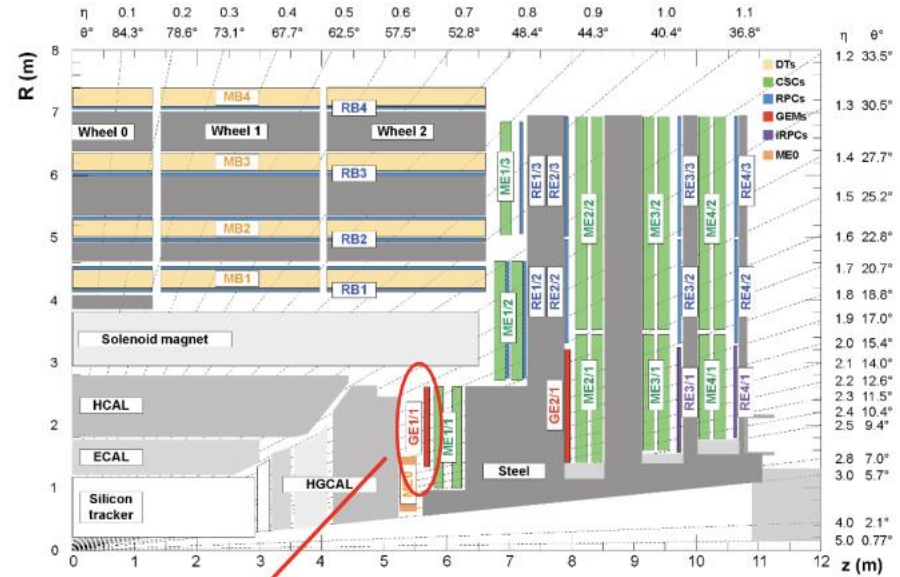 η 0.1 0.2 0.3 0.4 0.5 0.6 0.7 0.8 0.9 1.0 1.1 η θ°
θ° 84.3° 78.6° 73.1° 67.7° 62.5° 57.5° 52.8° 48.4° 44.3° 40.4° 36.8°
R (m)
8
7
6
5
4
3
2
1
0
1.2 33.5°
1.3 30.5°
1.4 27.7°
1.5 25.2°
1.6 22.8°
1.7 20.7°
1.8 18.8°
1.9 17.0°
2.0 15.4°
2.1 14.0°
2.2 12.6°
2.3 11.5°
2.4 10.4°
2.5 9.4°
2.8 7.0°
3.0 5.7°
4.0 2.1°
5.0 0.77°
DTs
CSCs
RPCs
GEMs
iRPCs
ME0
MB4
RB4
Wheel 0 Wheel 1 Wheel 2
MB3
RB3
MB2
RB2
MB1
RB1
Solenoid magnet
HCAL
ECAL
Silicon
tracker
HGCAL
Steel
GE1/1
ME1/1
ME1/2
ME1/3
RE1/3
RE2/3
RE1/2
RE2/2
GE2/1
ME2/2
ME2/1
ME3/2
ME3/1
RE3/3
RE3/2
RE3/1
ME4/2
ME4/1
RE4/3
RE4/2
RE4/1
0 1 2 3 4 5 6 7 8 9 10 11 12
z (m)